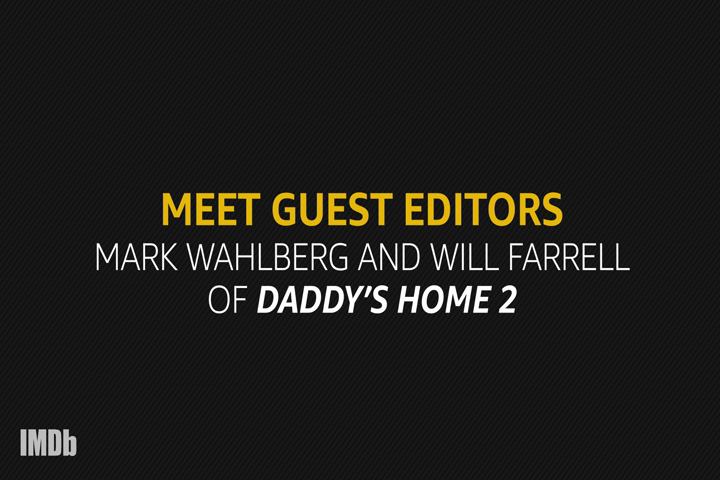 MEET GUEST EDITORS
MARK WAHLBERG AND WILL FARRELL
OF DADDY'S HOME 2
IMDb